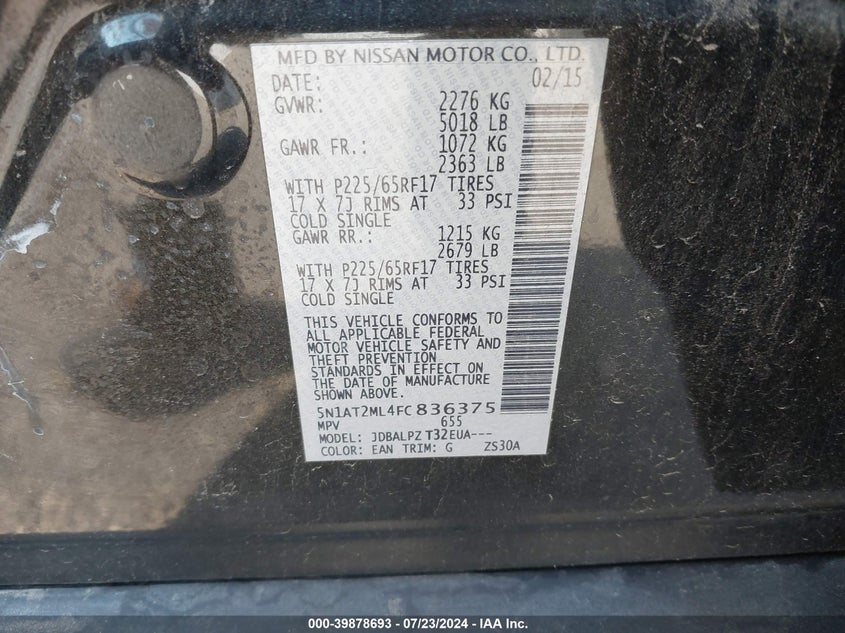 MFD BY NISSAN MOTOR CO., LTD.
DATE: 02/15
GVWR: 2276 KG
5018 LB
GAWR FR.: 1072 KG
2363 LB
WITH P225/65RF17 TIRES
17 X 7J RIMS AT 33 PSI
COLD SINGLE
GAWR RR.: 1215 KG
2679 LB
WITH P225/65RF17 TIRES
17 X 7J RIMS AT 33 PSI
COLD SINGLE
THIS VEHICLE CONFORMS TO
ALL APPLICABLE FEDERAL
MOTOR VEHICLE SAFETY AND
THEFT PREVENTION
STANDARDS IN EFFECT ON
THE DATE OF MANUFACTURE
SHOWN ABOVE.
5N1AT2ML4FC836375
MPV 655
MODEL: JDBALPZ T32EUA---
COLOR: EAN TRIM: G ZS30A
000-39878693 - 07/23/2024 - IAAI.COM